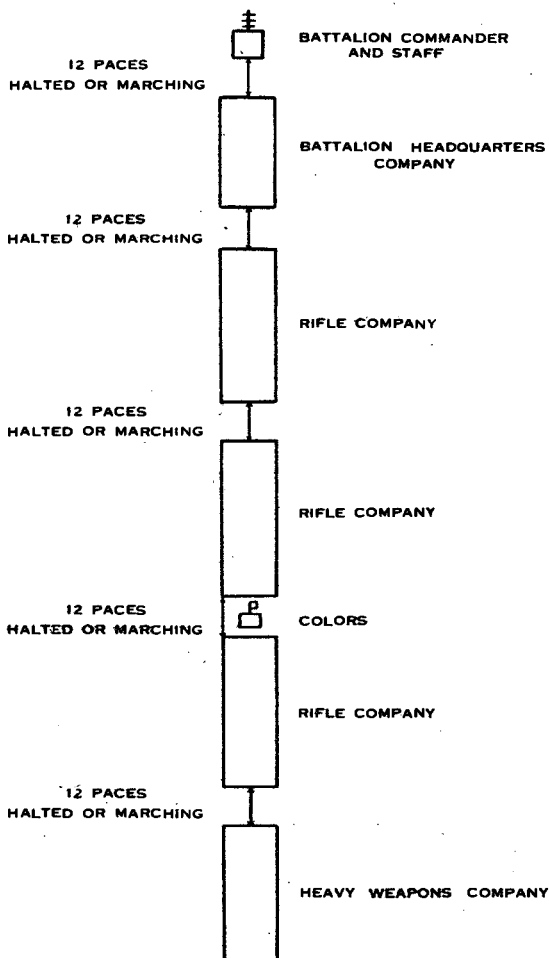 BATTALION COMMANDER
AND STAFF
12 PACES
HALTED OR MARCHING
BATTALION HEADQUARTERS
COMPANY
12 PACES
HALTED OR MARCHING
RIFLE COMPANY
12 PACES
HALTED OR MARCHING
RIFLE COMPANY
12 PACES
HALTED OR MARCHING
COLORS
RIFLE COMPANY
12 PACES
HALTED OR MARCHING
HEAVY WEAPONS COMPANY